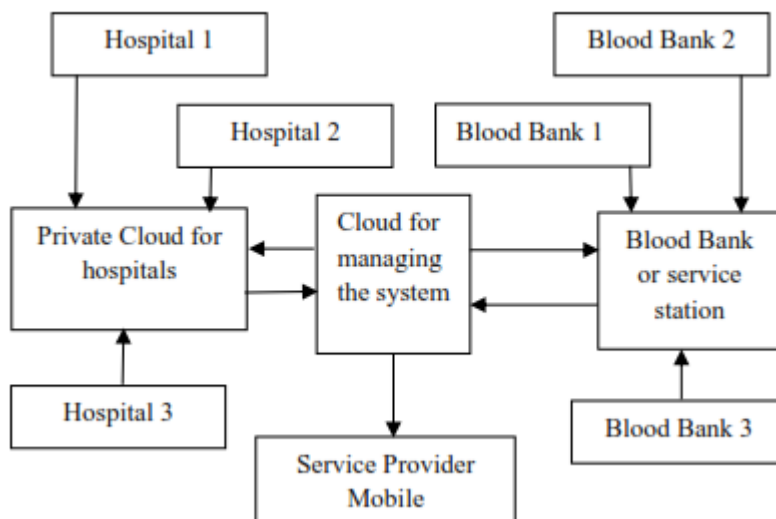 Hospital 1
Blood Bank 2
Hospital 2
Blood Bank 1
Private Cloud for
hospitals
Cloud for
managing
the system
Blood Bank
or service
station
Hospital 3
Blood Bank 3
Service Provider
Mobile